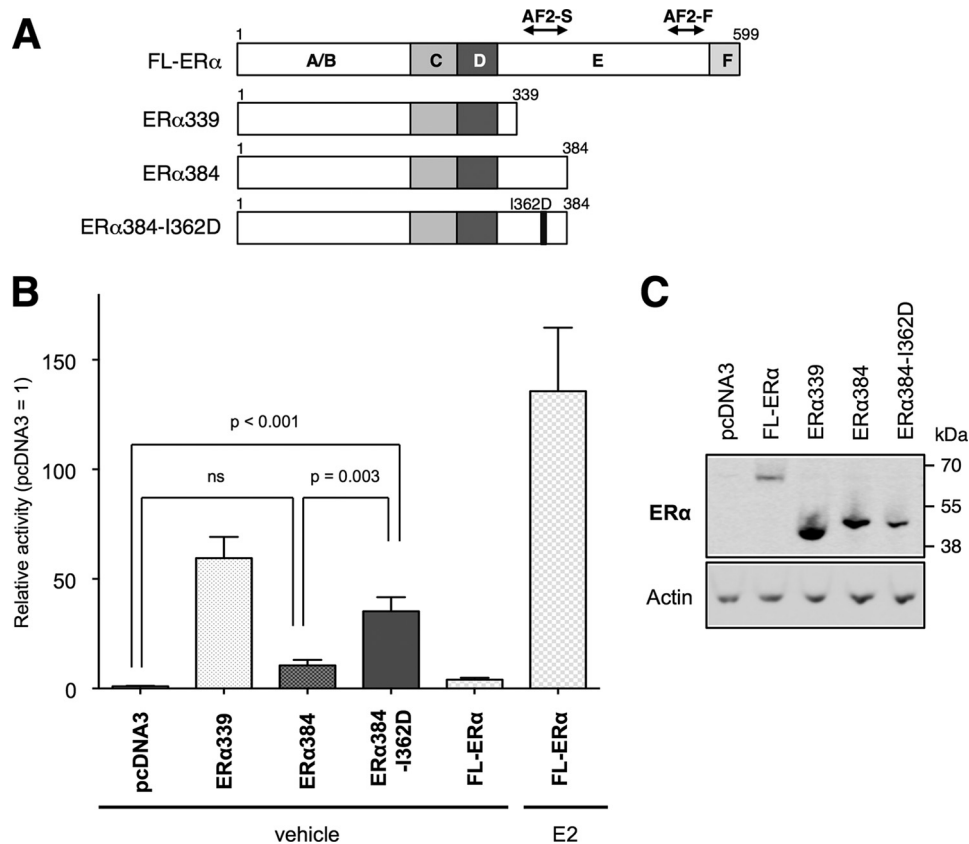 A
AF2-S AF2-F
1 599
FL-ERα A/B C D E F
1 339
ERα339
1 384
ERα384
1 I362D 384
ERα384-I362D
B
Relative activity (pcDNA3 = 1)
150
100
50
0
p < 0.001
ns p = 0.003
pcDNA3
ERα339
ERα384
ERα384
-I362D
FL-ERα
FL-ERα
vehicle E2
C
pcDNA3
FL-ERα
ERα339
ERα384
ERα384-I362D
kDa
70
55
38
ERα
Actin